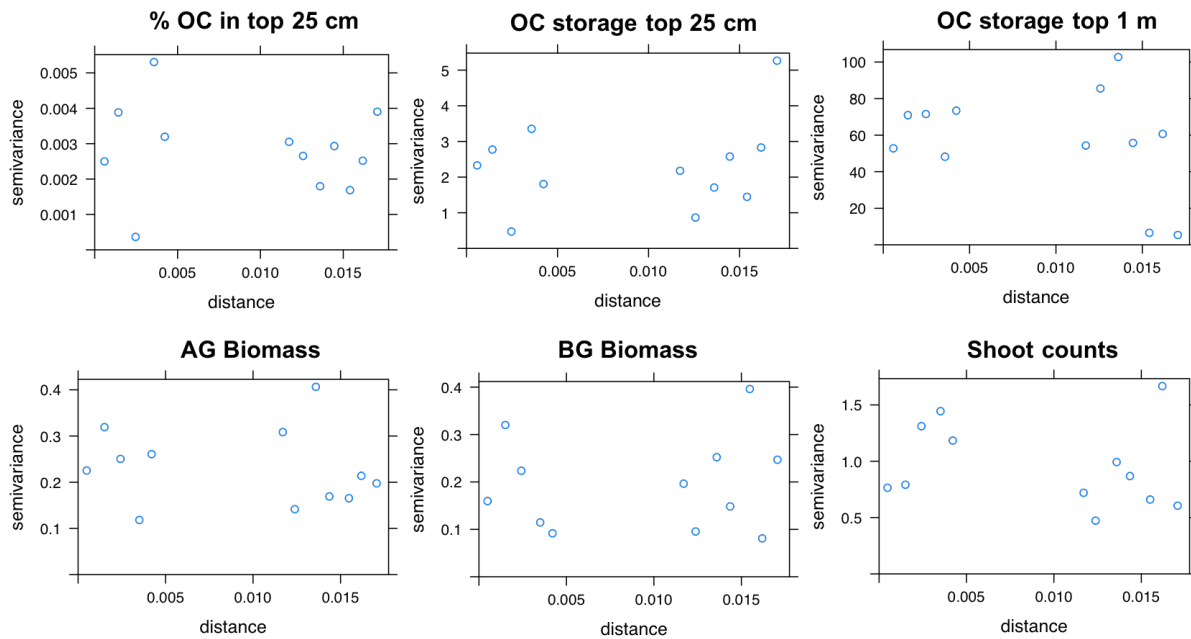 % OC in top 25 cm
semivariance
0.005
0.004
0.003
0.002
0.001
0.005 0.010 0.015
distance
OC storage top 25 cm
semivariance
5
4
3
2
1
0.005 0.010 0.015
distance
OC storage top 1 m
semivariance
100
80
60
40
20
0.005 0.010 0.015
distance
AG Biomass
semivariance
0.4
0.3
0.2
0.1
0.005 0.010 0.015
distance
BG Biomass
semivariance
0.4
0.3
0.2
0.1
0.005 0.010 0.015
distance
Shoot counts
semivariance
1.5
1.0
0.5
0.005 0.010 0.015
distance